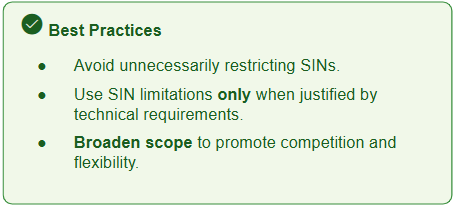 Best Practices
● Avoid unnecessarily restricting SINs.
● Use SIN limitations only when justified by
technical requirements.
● Broaden scope to promote competition and
flexibility.